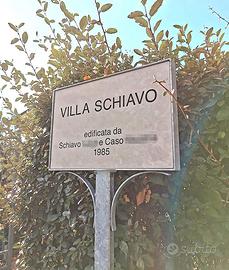 VILLA SCHIAVO
edificata da
Schiavo e Caso
1985
subito